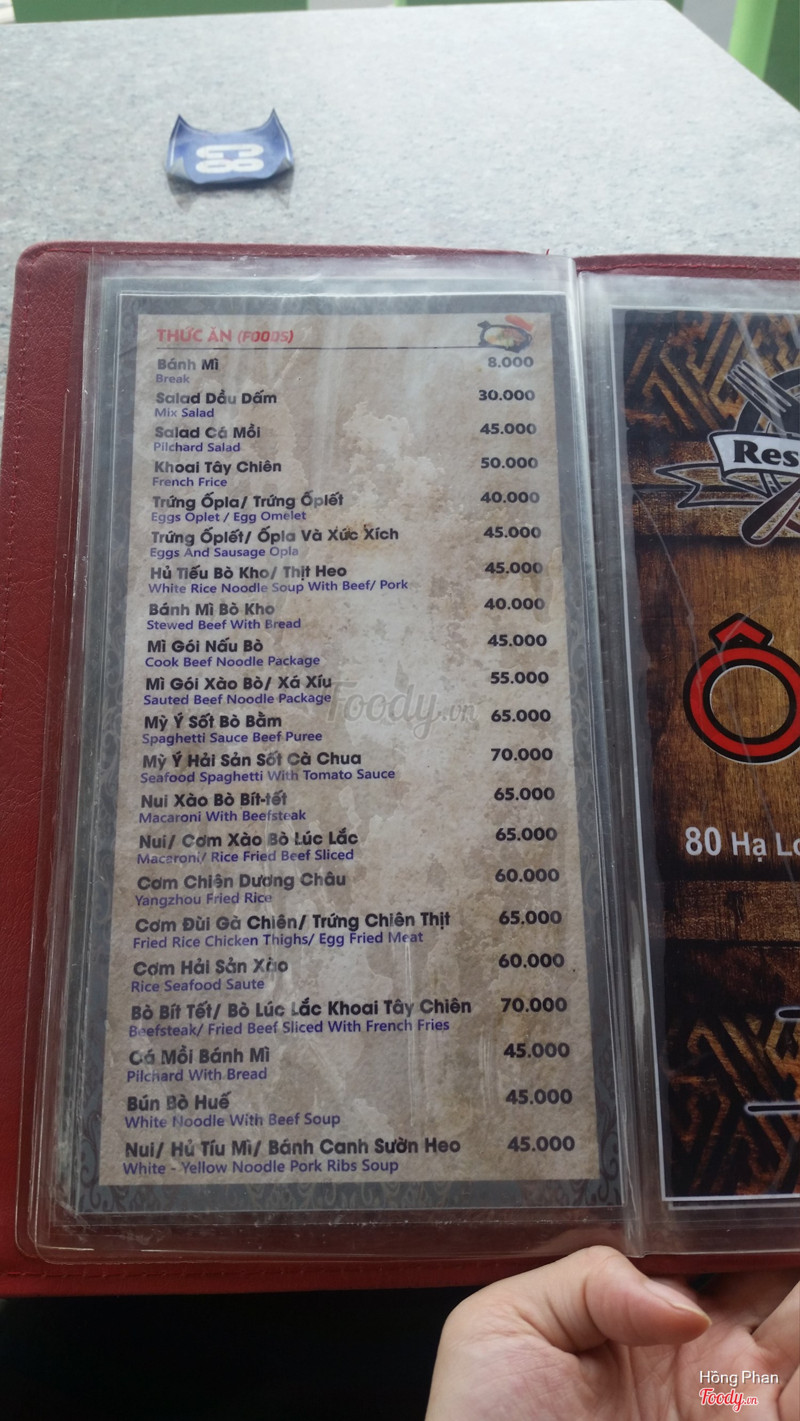 C8
THỨC ĂN (FOODS)
Bánh Mì 8.000
Break
Salad Dầu Dấm 30.000
Mix Salad
Salad Cá Mồi 45.000
Pilchard Salad
Khoai Tây Chiên 50.000
French Frice
Trứng Ốpla/ Trứng Ốplết 40.000
Eggs Oplet / Egg Omelet
Trứng Ốplết/ Ốpla Và Xức Xích 45.000
Eggs And Sausage Opla
Hủ Tiếu Bò Kho/ Thịt Heo 45.000
White Rice Noodle Soup With Beef/ Pork
Bánh Mì Bò Kho 40.000
Stewed Beef With Bread
Mì Gói Nấu Bò 45.000
Cook Beef Noodle Package
Mì Gói Xào Bò/ Xá Xíu 55.000
Sauted Beef Noodle Package
Mỳ Ý Sốt Bò Bằm 65.000
Spaghetti Sauce Beef Puree
Mỳ Ý Hải Sản Sốt Cà Chua 70.000
Seafood Spaghetti With Tomato Sauce
Nui Xào Bò Bít-tết 65.000
Macaroni With Beefsteak
Nui/ Cơm Xào Bò Lúc Lắc 65.000
Macaroni/ Rice Fried Beef Sliced
Cơm Chiên Dương Châu 60.000
Yangzhou Fried Rice
Cơm Đùi Gà Chiên/ Trứng Chiên Thịt 65.000
Fried Rice Chicken Thighs/ Egg Fried Meat
Cơm Hải Sản Xào 60.000
Rice Seafood Saute
Bò Bít Tết/ Bò Lúc Lắc Khoai Tây Chiên 70.000
Beefsteak/ Fried Beef Sliced With French Fries
Cá Mồi Bánh Mì 45.000
Pilchard With Bread
Bún Bò Huế 45.000
White Noodle With Beef Soup
Nui/ Hủ Tíu Mì/ Bánh Canh Sườn Heo 45.000
White - Yellow Noodle Pork Ribs Soup
Res
Ô
80 Hạ Lo
Foody.vn
Hồng Phan
Foody.vn